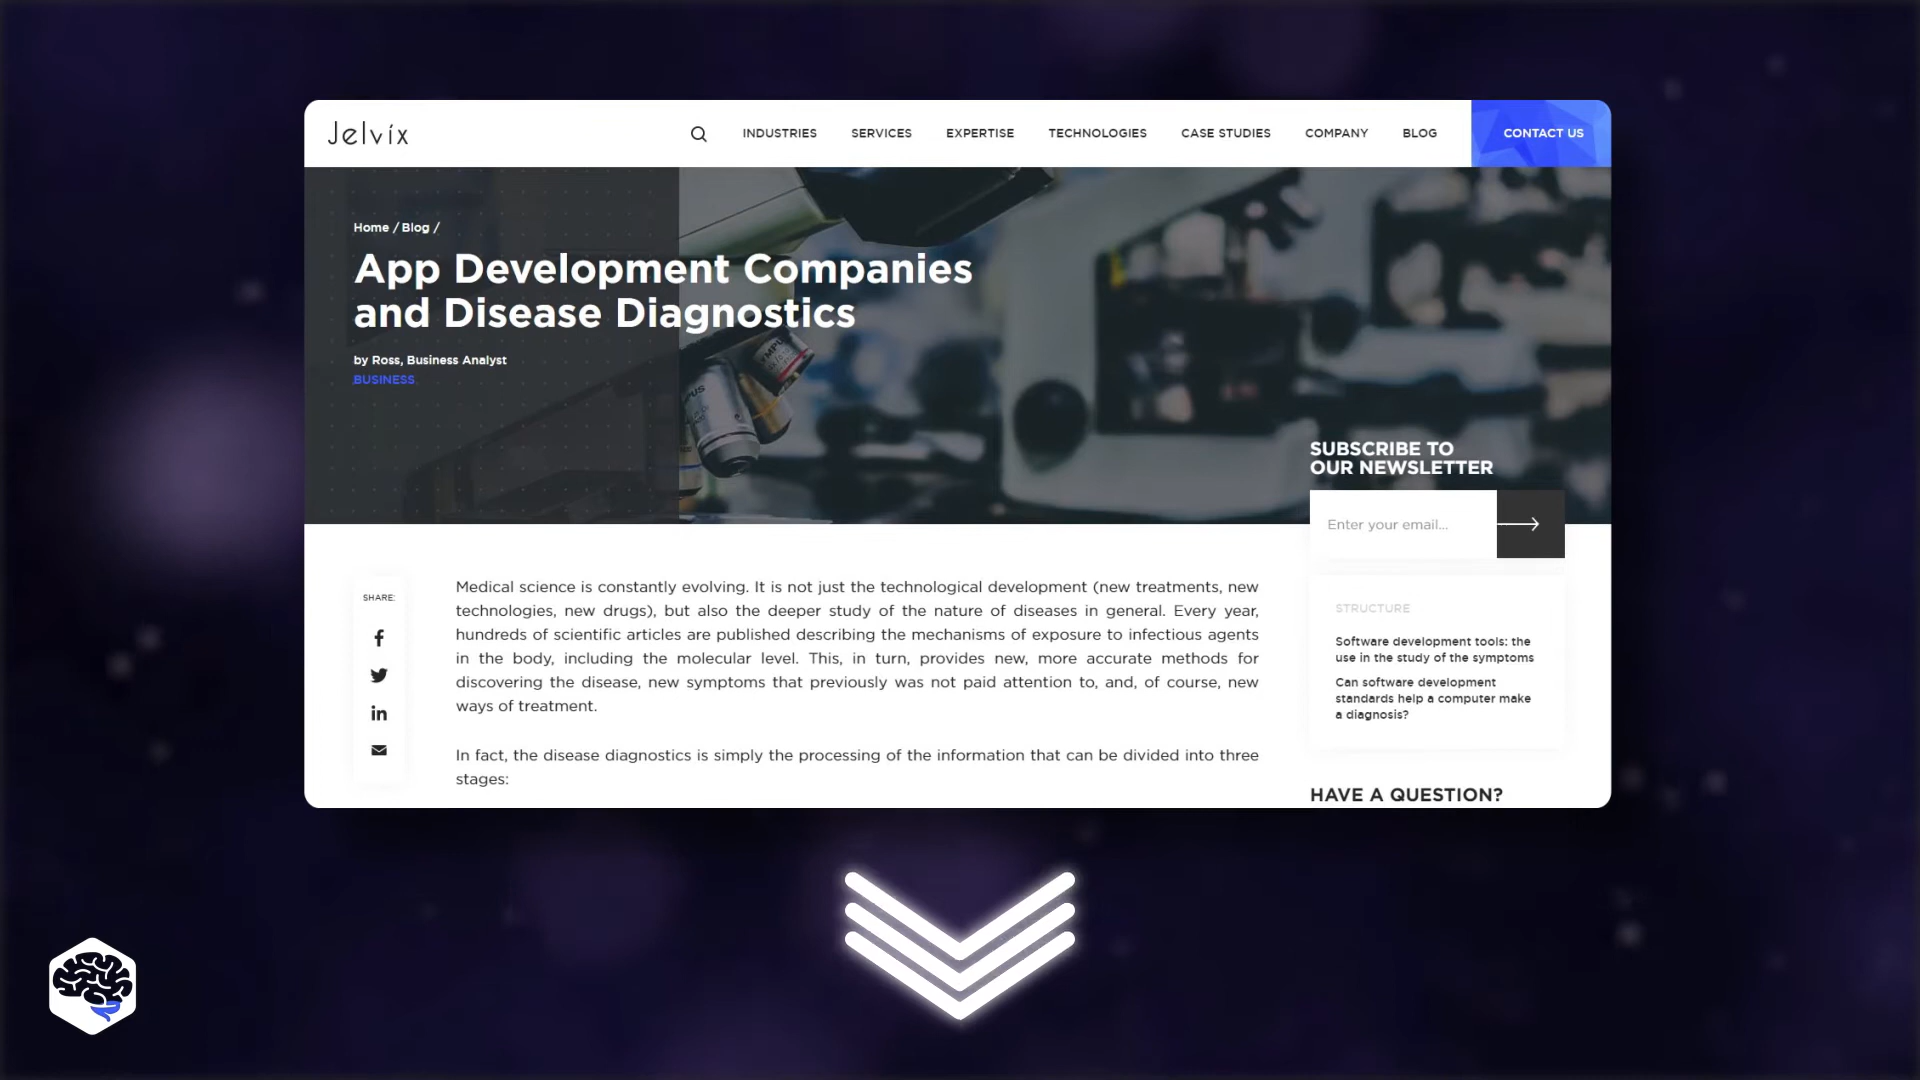 Jelvix
INDUSTRIES
SERVICES
EXPERTISE
TECHNOLOGIES
CASE STUDIES
COMPANY
BLOG
CONTACT US
Home / Blog /
App Development Companies
and Disease Diagnostics
by Ross, Business Analyst
BUSINESS
SUBSCRIBE TO
OUR NEWSLETTER
Enter your email...
SHARE:
Medical science is constantly evolving. It is not just the technological development (new treatments, new
technologies, new drugs), but also the deeper study of the nature of diseases in general. Every year,
hundreds of scientific articles are published describing the mechanisms of exposure to infectious agents
in the body, including the molecular level. This, in turn, provides new, more accurate methods for
discovering the disease, new symptoms that previously was not paid attention to, and, of course, new
ways of treatment.
In fact, the disease diagnostics is simply the processing of the information that can be divided into three
stages:
STRUCTURE
Software development tools: the
use in the study of the symptoms
Can software development
standards help a computer make
a diagnosis?
HAVE A QUESTION?